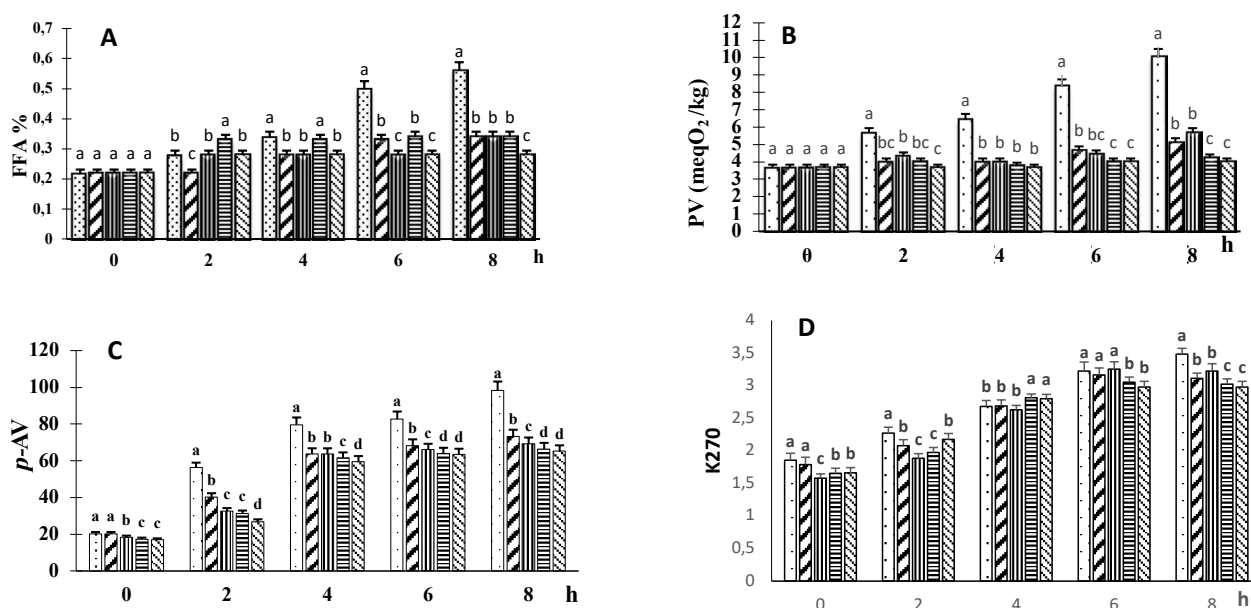 A
FFA %
0,7
0,6
0,5
0,4
0,3
0,2
0,1
0
a a a a a
b c b a b
a b b a b
a b c b c
a b b b c
0 2 4 6 8 h
B
PV (meqO2/kg)
12
11
10
9
8
7
6
5
4
3
2
1
0
a a a a a
a bc b bc c
a b b b b
a b bc c c
a b b c c
0 2 4 6 8 h
C
p-AV
120
100
80
60
40
20
0
a a b c c
a b c c d
a b b c d
a b c d d
a b c d d
0 2 4 6 8 h
D
K270
4
3,5
3
2,5
2
1,5
1
0,5
0
a a c b b
a b c c b
b b b a a
a a a b b
a b b c c
0 2 4 6 8 h